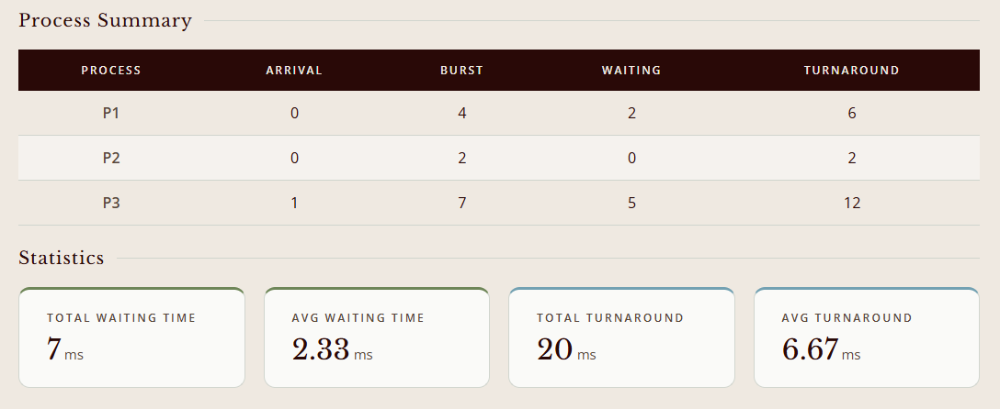 Process Summary
PROCESS ARRIVAL BURST WAITING TURNAROUND
P1 0 4 2 6
P2 0 2 0 2
P3 1 7 5 12
Statistics
TOTAL WAITING TIME AVG WAITING TIME TOTAL TURNAROUND AVG TURNAROUND
7 ms 2.33 ms 20 ms 6.67 ms